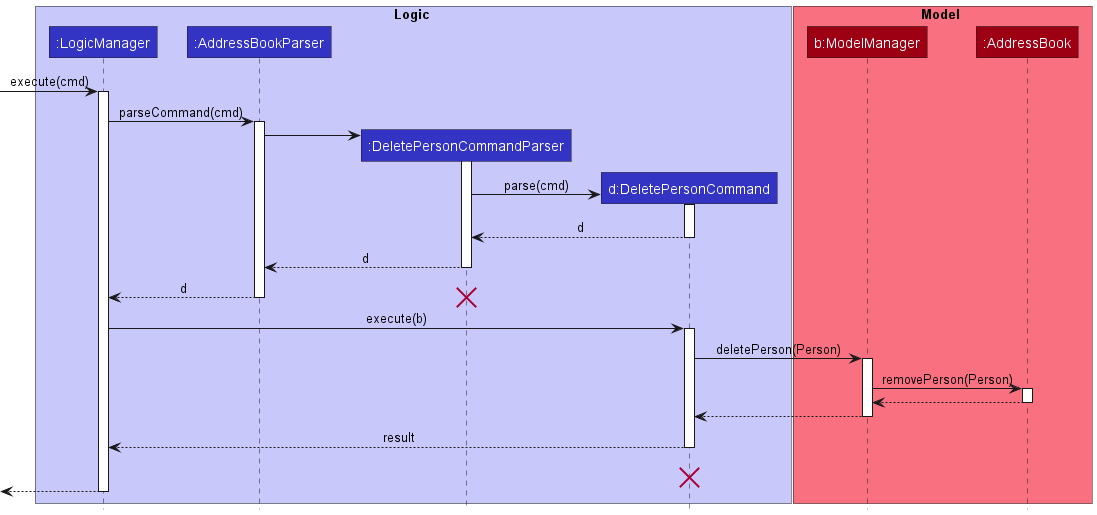 Logic
Model
:LogicManager
:AddressBookParser
b:ModelManager
:AddressBook
execute(cmd)
parseCommand(cmd)
:DeletePersonCommandParser
parse(cmd)
d:DeletePersonCommand
d
d
d
execute(b)
deletePerson(Person)
removePerson(Person)
result